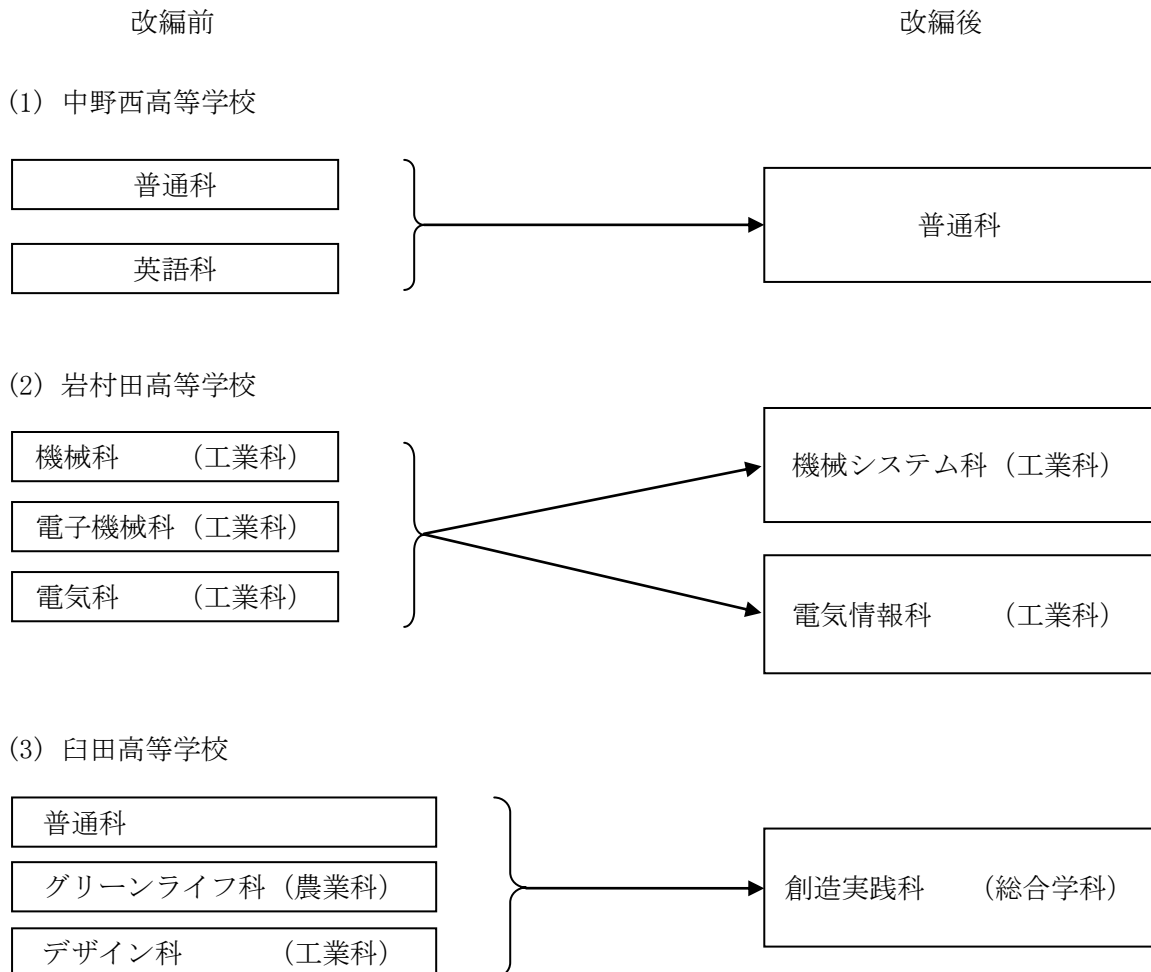 改編前 改編後
(1) 中野西高等学校
普通科
英語科
普通科
(2) 岩村田高等学校
機械科 (工業科)
電子機械科 (工業科)
電気科 (工業科)
機械システム科 (工業科)
電気情報科 (工業科)
(3) 臼田高等学校
普通科
グリーンライフ科 (農業科)
デザイン科 (工業科)
創造実践科 (総合学科)